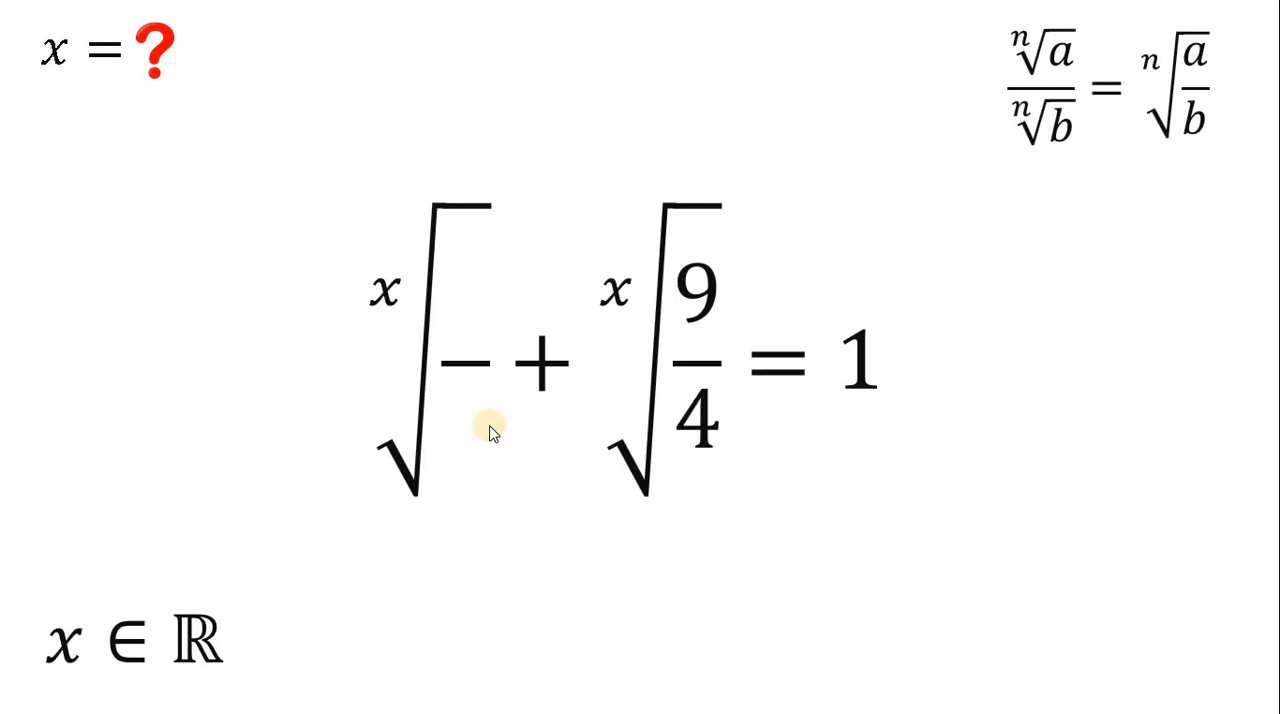 x = ❓
ⁿ√a / ⁿ√b = ⁿ√(a/b)
ˣ√(—) + ˣ√(9/4) = 1
x ∈ ℝ